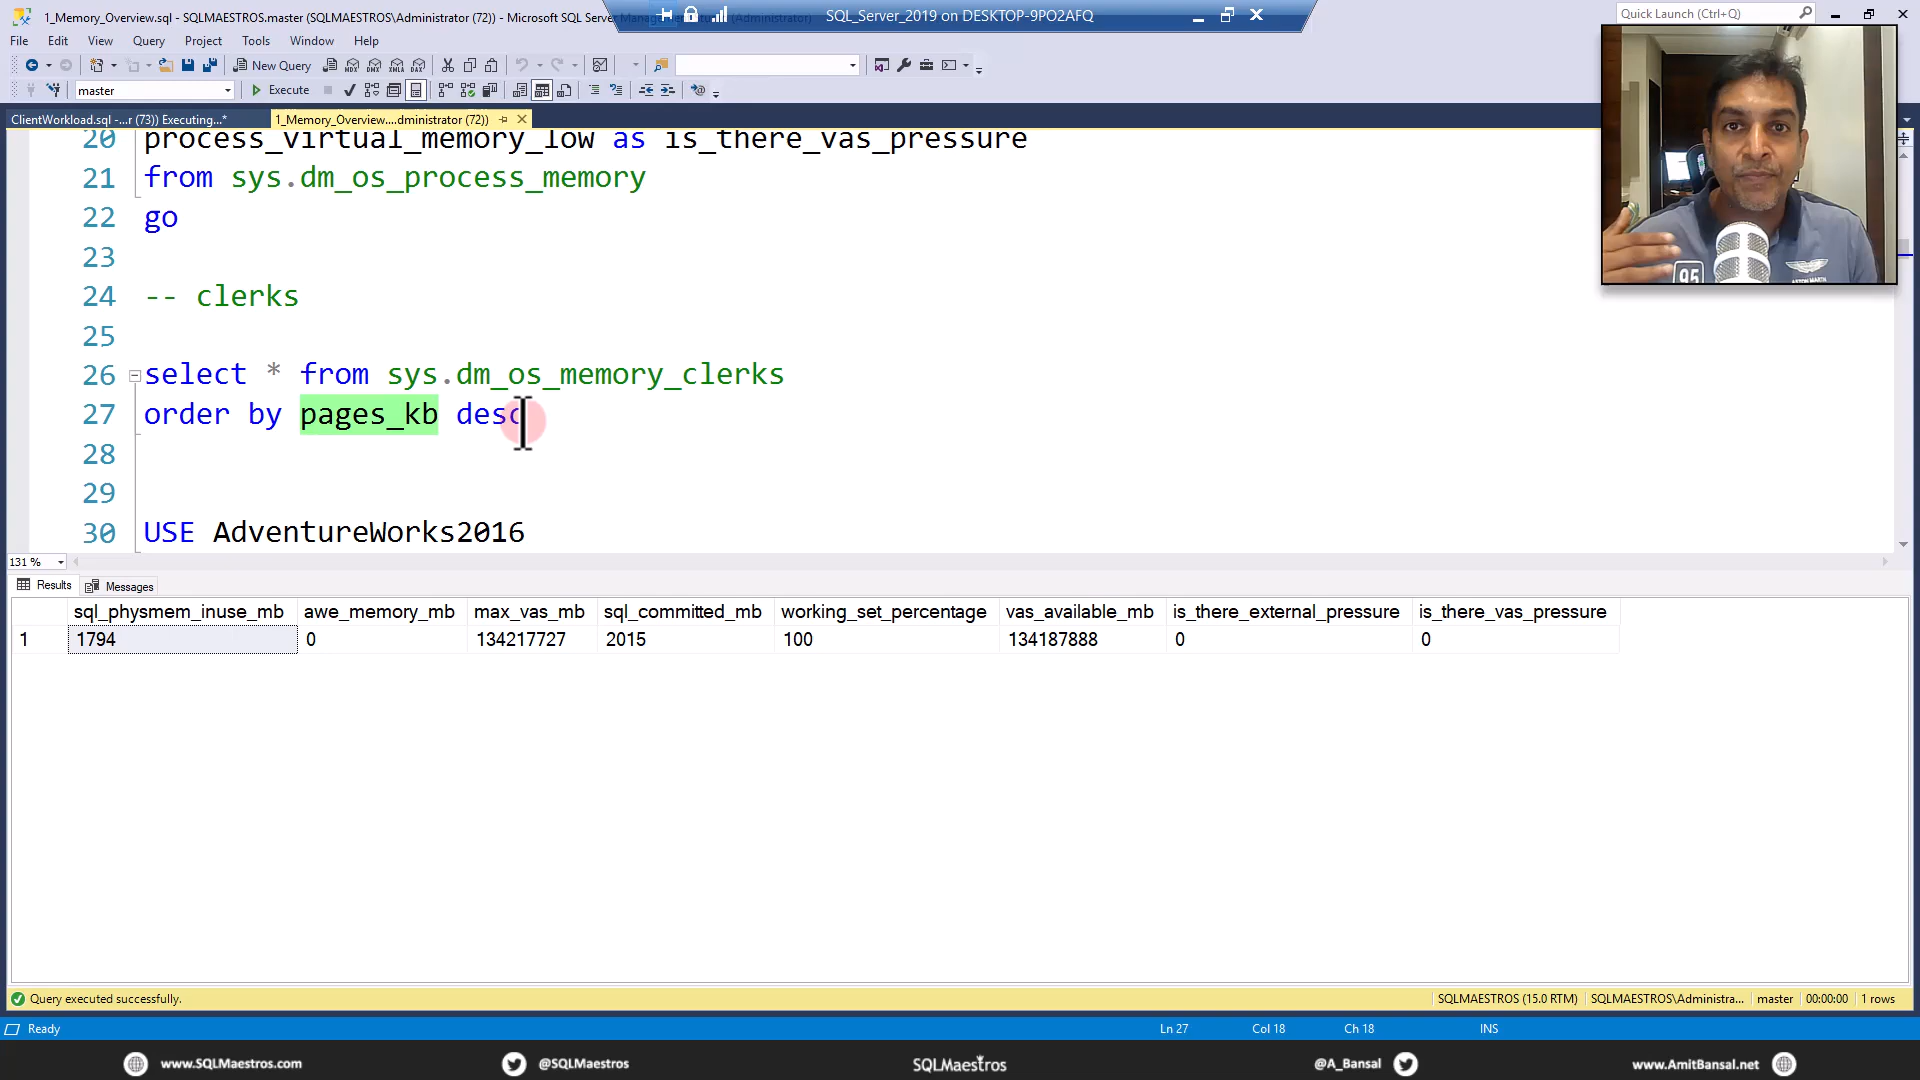 1_Memory_Overview.sql - SQLMAESTROS.master (SQLMAESTROS\Administrator (72)) - Microsoft SQL Server
SQL_Server_2019 on DESKTOP-9PO2AFQ
Quick Launch (Ctrl+Q)
File Edit View Query Project Tools Window Help
New Query
master Execute
ClientWorkload.sql -...r (73)) Executing...*
1_Memory_Overview....dministrator (72))
20 process_virtual_memory_low as is_there_vas_pressure
21 from sys.dm_os_process_memory
22 go
23
24 -- clerks
25
26 select * from sys.dm_os_memory_clerks
27 order by pages_kb desc
28
29
30 USE AdventureWorks2016
131 %
Results Messages
sql_physmem_inuse_mb awe_memory_mb max_vas_mb sql_committed_mb working_set_percentage vas_available_mb is_there_external_pressure is_there_vas_pressure
1 1794 0 134217727 2015 100 134187888 0 0
95
ASTON MARTIN
Query executed successfully.
SQLMAESTROS (15.0 RTM) SQLMAESTROS\Administra... master 00:00:00 1 rows
Ready Ln 27 Col 18 Ch 18 INS
www.SQLMaestros.com @SQLMaestros SQLMaestros @A_Bansal www.AmitBansal.net